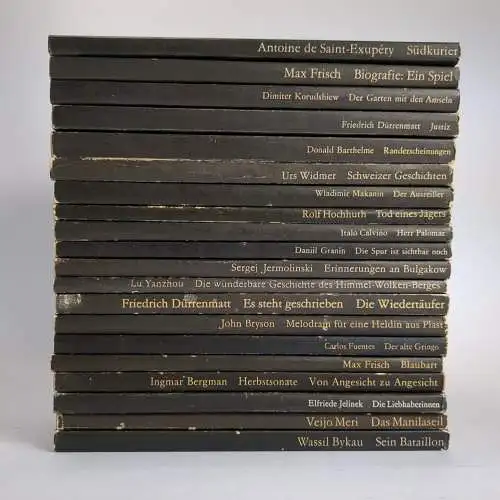 Antoine de Saint-Exupéry Südkurier
Max Frisch Biografie: Ein Spiel
Dimiter Korudshiew Der Garten mit den Amseln
Friedrich Dürrenmatt Justiz
Donald Barthelme Randerscheinungen
Urs Widmer Schweizer Geschichten
Wladimir Makanin Der Ausreißer
Rolf Hochhuth Tod eines Jägers
Italo Calvino Herr Palomar
Daniil Granin Die Spur ist sichtbar noch
Sergej Jermolinski Erinnerungen an Bulgakow
Lu Yanzhou Die wunderbare Geschichte des Himmel-Wolken-Berges
Friedrich Dürrenmatt Es steht geschrieben Die Wiedertäufer
John Bryson Melodram für eine Heldin aus Plast
Carlos Fuentes Der alte Gringo
Max Frisch Blaubart
Ingmar Bergman Herbstsonate Von Angesicht zu Angesicht
Elfriede Jelinek Die Liebhaberinnen
Veijo Meri Das Manilaseil
Wassil Bykau Sein Bataillon